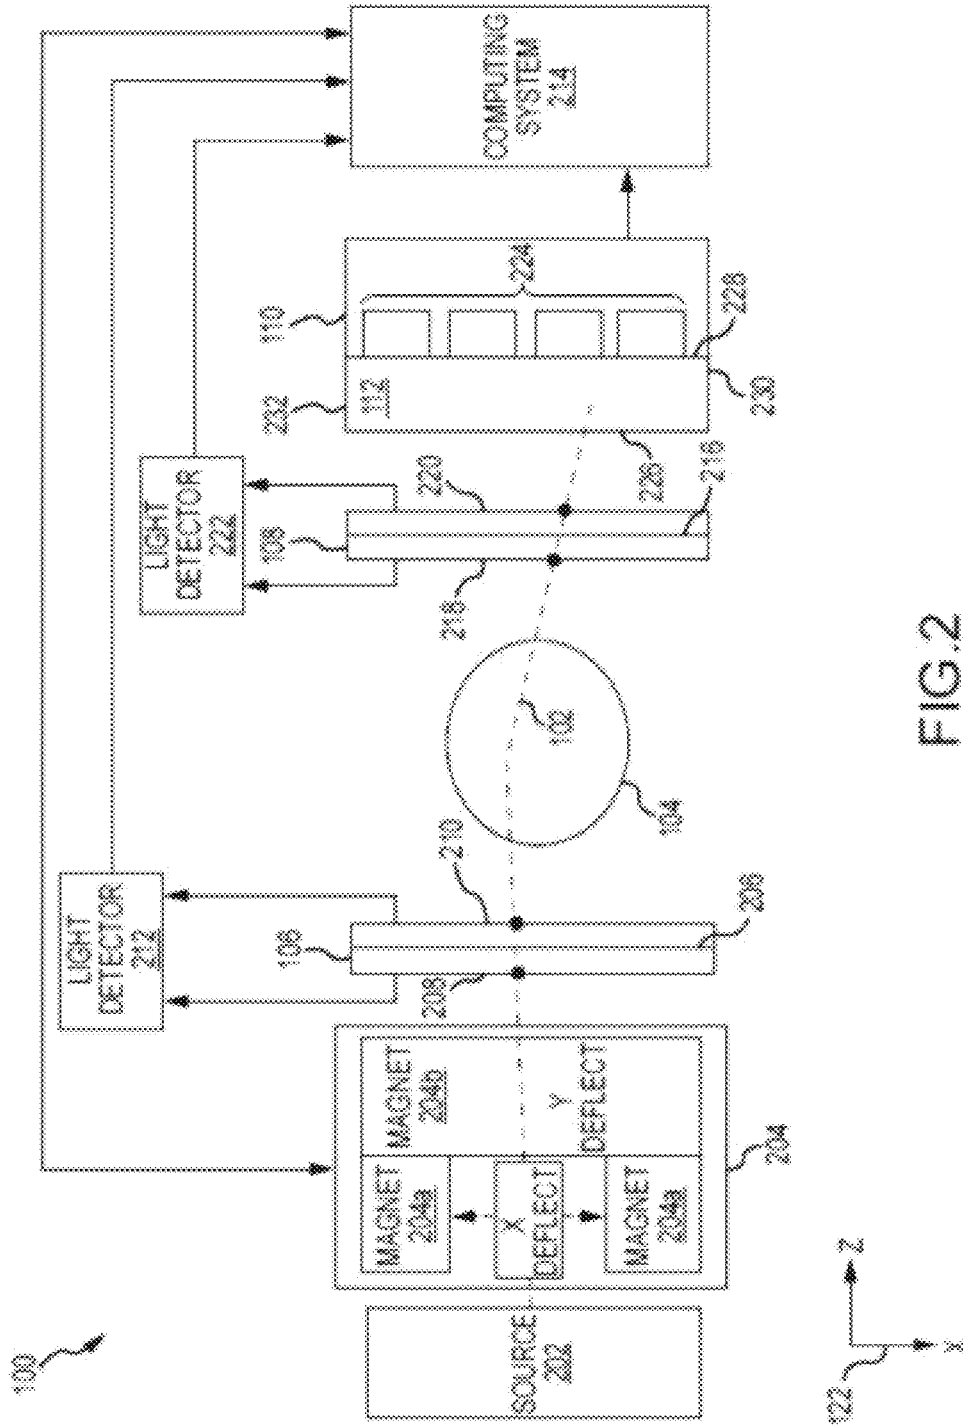 100
SOURCE
202
MAGNET
204a
X
DEFLECT
MAGNET
204a
MAGNET
204b
Y
DEFLECT
204
LIGHT
DETECTOR
212
106
208
210
206
104
102
LIGHT
DETECTOR
222
108
218
220
216
226
232
112
110
224
228
230
COMPUTING
SYSTEM
214
122
Z
X
FIG.2